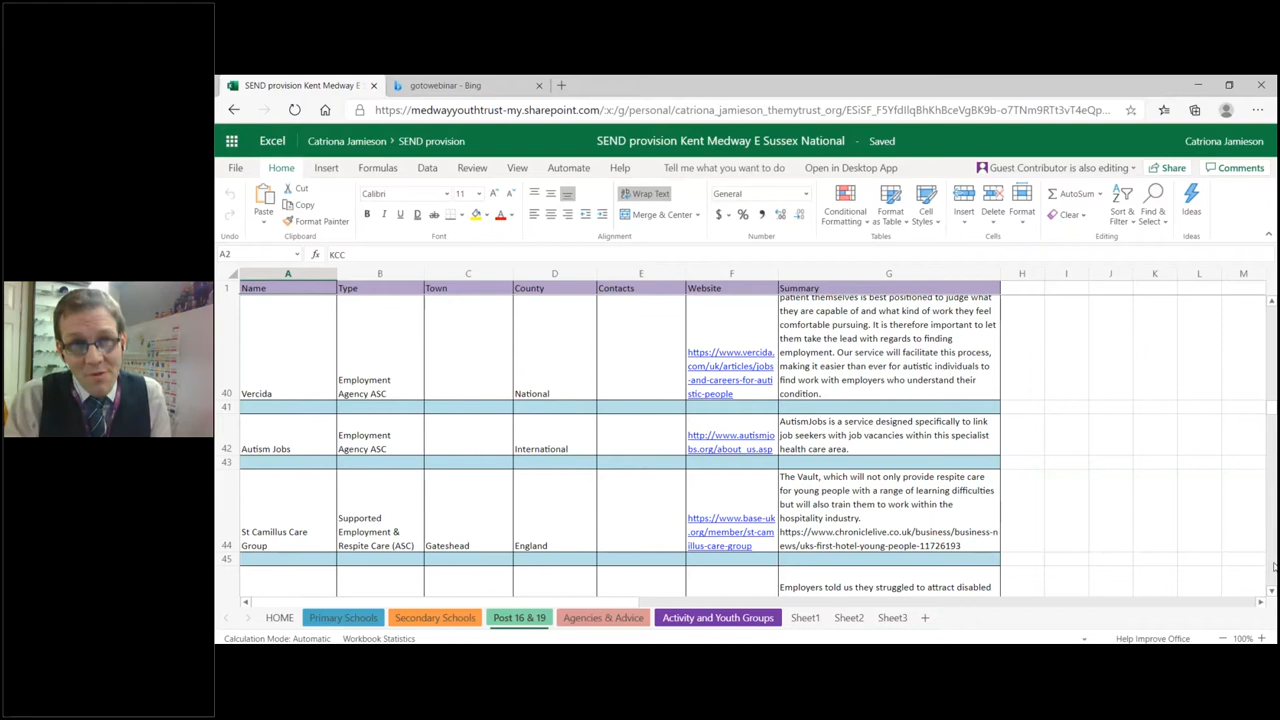 SEND provision Kent Medway E
gotowebinar - Bing
https://medwayyouthtrust-my.sharepoint.com/:x:/g/personal/catriona_jamieson_themytrust_org/ESiSF_F5YfdIlqBhKhBceVgBK9b-o7TNm9RTt3vT4eQp...
Excel
Catriona Jamieson > SEND provision
SEND provision Kent Medway E Sussex National - Saved
Catriona Jamieson
File Home Insert Formulas Data Review View Automate Help Tell me what you want to do Open in Desktop App Guest Contributor is also editing Share Comments
Cut
Copy
Paste
Format Painter
Calibri 11
B I U D ab
Wrap Text
Merge & Center
General
$ % 9
Conditional Formatting
Format as Table
Cell Styles
Insert Delete Format
AutoSum
Clear
Sort & Filter
Find & Select
Ideas
Undo Clipboard Font Alignment Number Tables Cells Editing Ideas
A2 fx KCC
A B C D E F G H I J K L M
1 Name Type Town County Contacts Website Summary
patient themselves is best positioned to judge what
they are capable of and what kind of work they feel
comfortable pursuing. It is therefore important to let
them take the lead with regards to finding
employment. Our service will facilitate this process,
making it easier than ever for autistic individuals to
find work with employers who understand their
condition.
https://www.vercida.
com/uk/articles/jobs
-and-careers-for-auti
stic-people
40 Vercida
Employment
Agency ASC
National
41
42 Autism Jobs
Employment
Agency ASC
International
http://www.autismjo
bs.org/about_us.asp
AutismJobs is a service designed specifically to link
job seekers with job vacancies within this specialist
health care area.
43
44
St Camillus Care
Group
Supported
Employment &
Respite Care (ASC)
Gateshead
England
https://www.base-uk
.org/member/st-cam
illus-care-group
The Vault, which will not only provide respite care
for young people with a range of learning difficulties
but will also train them to work within the
hospitality industry.
https://www.chroniclelive.co.uk/business/business-n
ews/uks-first-hotel-young-people-11726193
45
Employers told us they struggled to attract disabled
HOME Primary Schools Secondary Schools Post 16 & 19 Agencies & Advice Activity and Youth Groups Sheet1 Sheet2 Sheet3
Calculation Mode: Automatic Workbook Statistics
Help Improve Office 100%